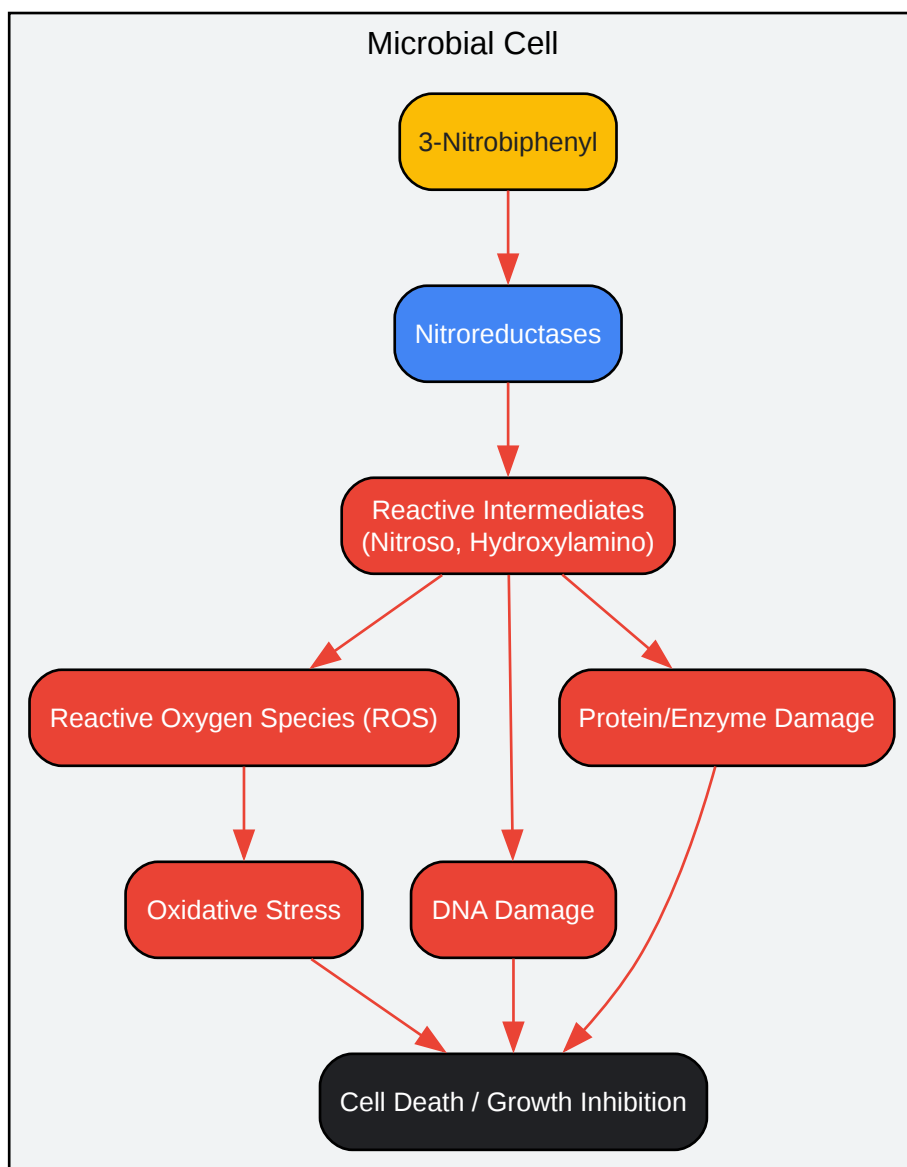 Microbial Cell
3-Nitrobiphenyl
Nitroreductases
Reactive Intermediates
(Nitroso, Hydroxylamino)
Reactive Oxygen Species (ROS)
Protein/Enzyme Damage
Oxidative Stress
DNA Damage
Cell Death / Growth Inhibition